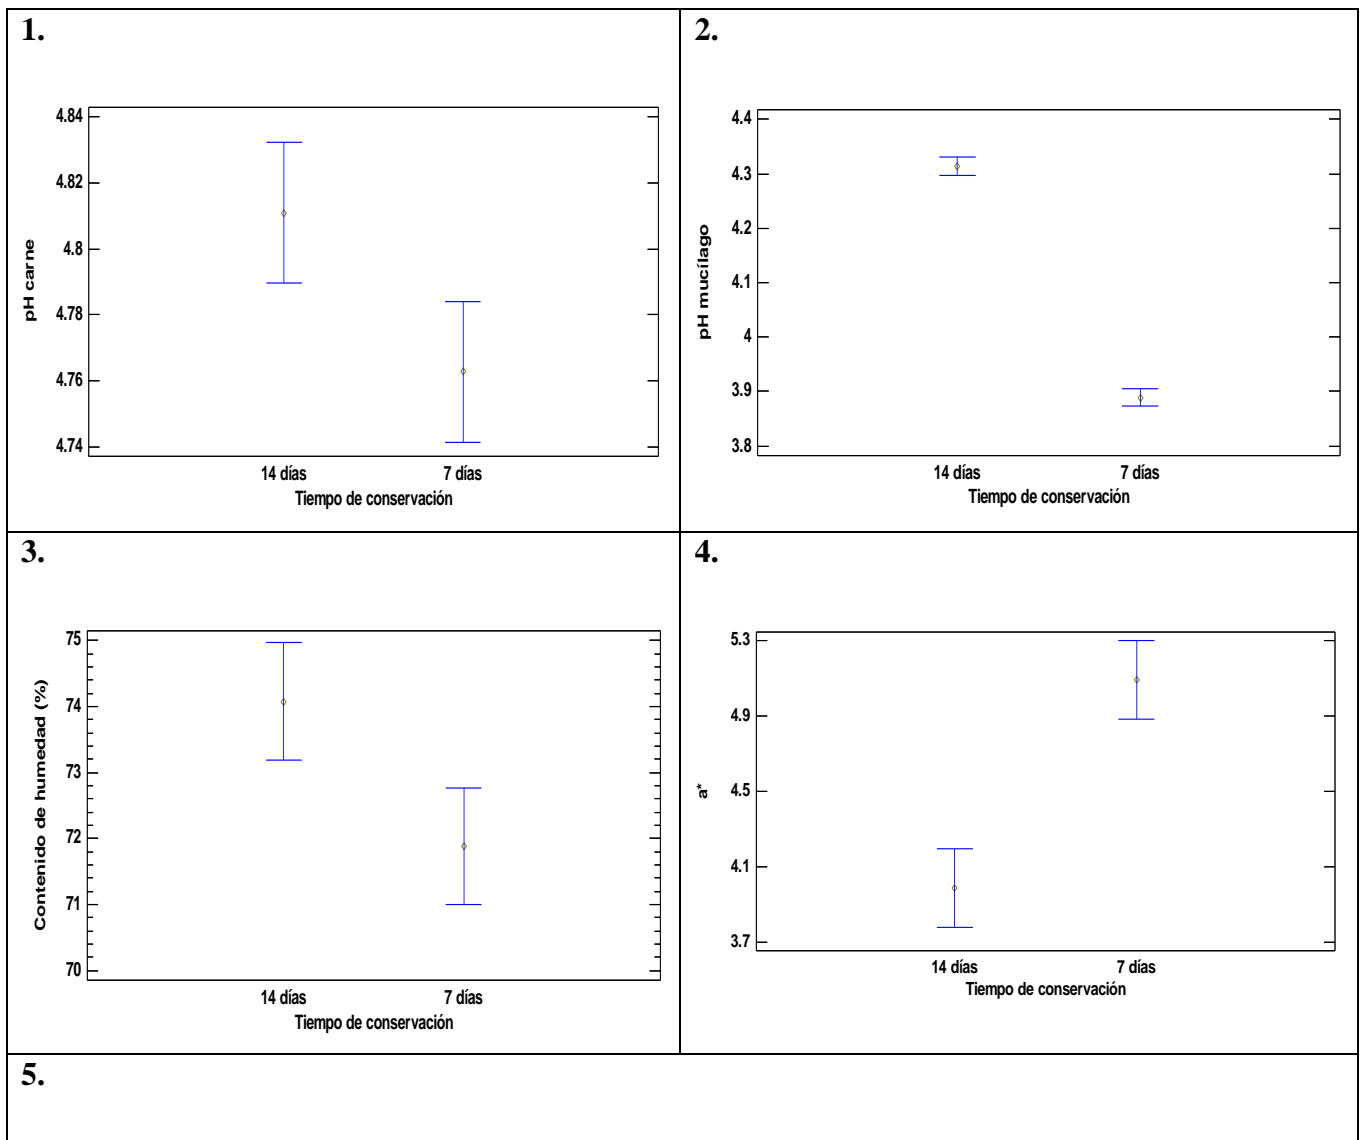 1.
4.84
4.82
4.8
4.78
4.76
4.74
pH carne
14 días 7 días
Tiempo de conservación
2.
4.4
4.3
4.2
4.1
4
3.9
3.8
pH mucílago
14 días 7 días
Tiempo de conservación
3.
75
74
73
72
71
70
Contenido de humedad (%)
14 días 7 días
Tiempo de conservación
4.
5.3
4.9
4.5
4.1
3.7
a*
14 días 7 días
Tiempo de conservación
5.